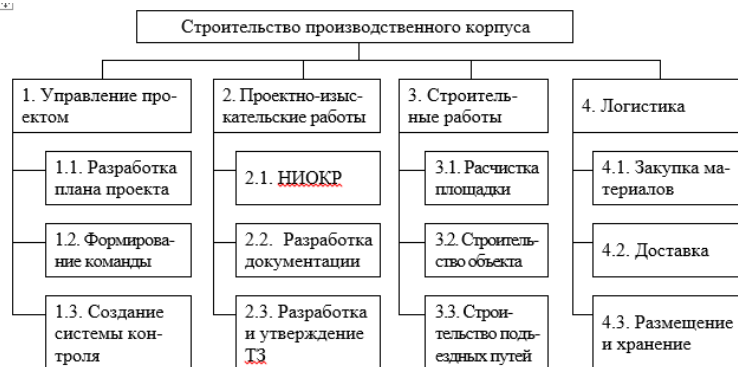 Строительство производственного корпуса
1. Управление про-
ектом
2. Проектно-изыс-
кательские работы
3. Строитель-
ные работы
4. Логистика
1.1. Разработка
плана проекта
2.1. НИОКР
3.1. Расчистка
площадки
4.1. Закупка ма-
териалов
1.2. Формирова-
ние команды
2.2. Разработка
документации
3.2. Строитель-
ство объекта
4.2. Доставка
1.3. Создание
системы кон-
троля
2.3. Разработка
и утверждение
ТЗ
3.3. Строи-
тельство подъ-
ездных путей
4.3. Размещение
и хранение